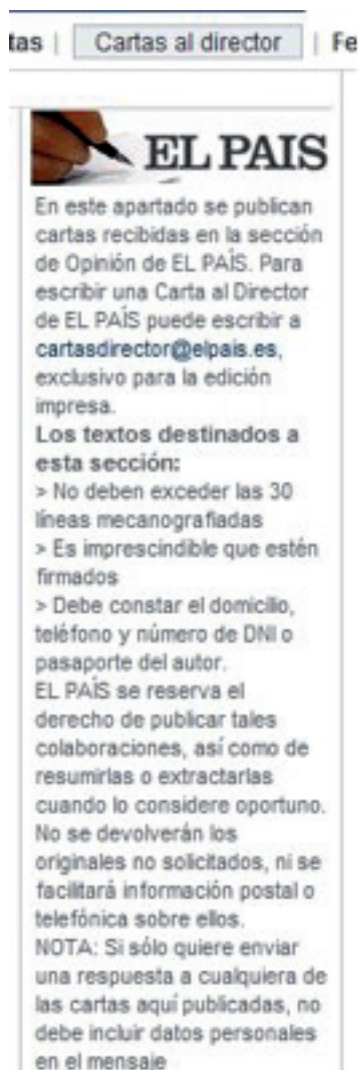 tas | Cartas al director | Fe
EL PAIS
En este apartado se publican
cartas recibidas en la sección
de Opinión de EL PAÍS. Para
escribir una Carta al Director
de EL PAÍS puede escribir a
cartasdirector@elpais.es,
exclusivo para la edición
impresa.
Los textos destinados a
esta sección:
> No deben exceder las 30
líneas mecanografiadas
> Es imprescindible que estén
firmados
> Debe constar el domicilio,
teléfono y número de DNI o
pasaporte del autor.
EL PAÍS se reserva el
derecho de publicar tales
colaboraciones, así como de
resumirlas o extractarlas
cuando lo considere oportuno.
No se devolverán los
originales no solicitados, ni se
facilitará información postal o
telefónica sobre ellos.
NOTA: Si sólo quiere enviar
una respuesta a cualquiera de
las cartas aquí publicadas, no
debe incluir datos personales
en el mensaje